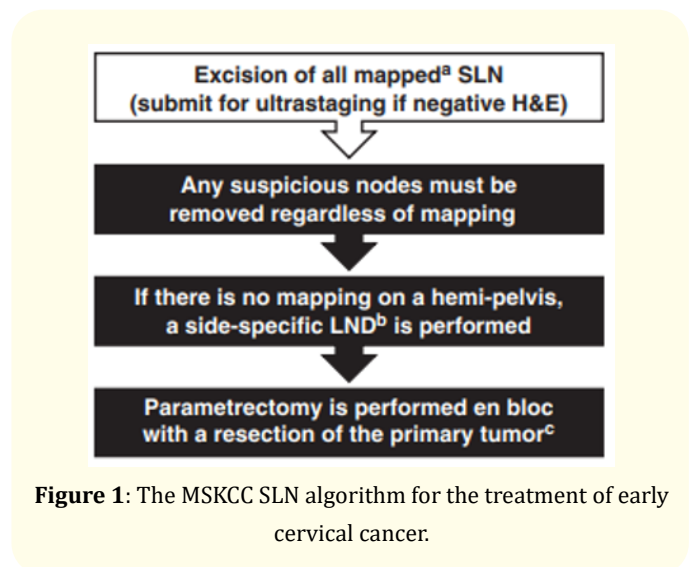 Excision of all mappedᵃ SLN
(submit for ultrastaging if negative H&E)
Any suspicious nodes must be
removed regardless of mapping
If there is no mapping on a hemi-pelvis,
a side-specific LNDᵇ is performed
Parametrectomy is performed en bloc
with a resection of the primary tumorᶜ
Figure 1: The MSKCC SLN algorithm for the treatment of early
cervical cancer.